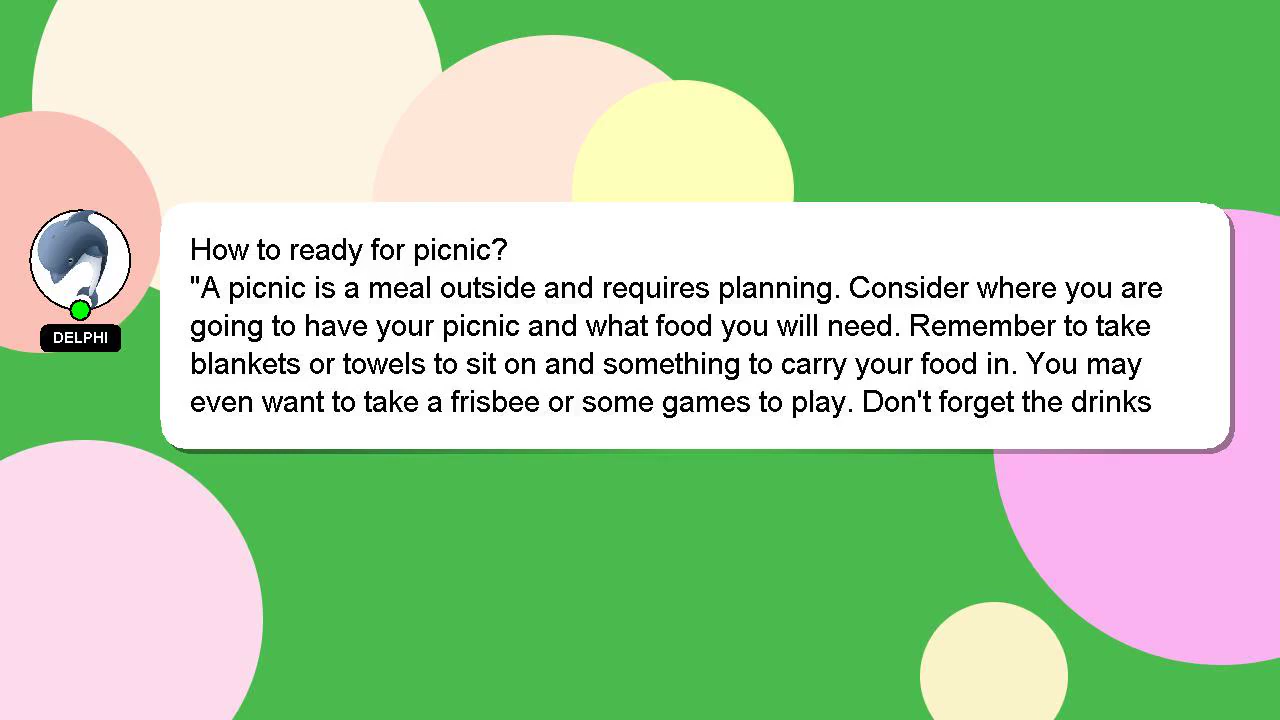 How to ready for picnic?
"A picnic is a meal outside and requires planning. Consider where you are
going to have your picnic and what food you will need. Remember to take
blankets or towels to sit on and something to carry your food in. You may
even want to take a frisbee or some games to play. Don't forget the drinks
DELPHI